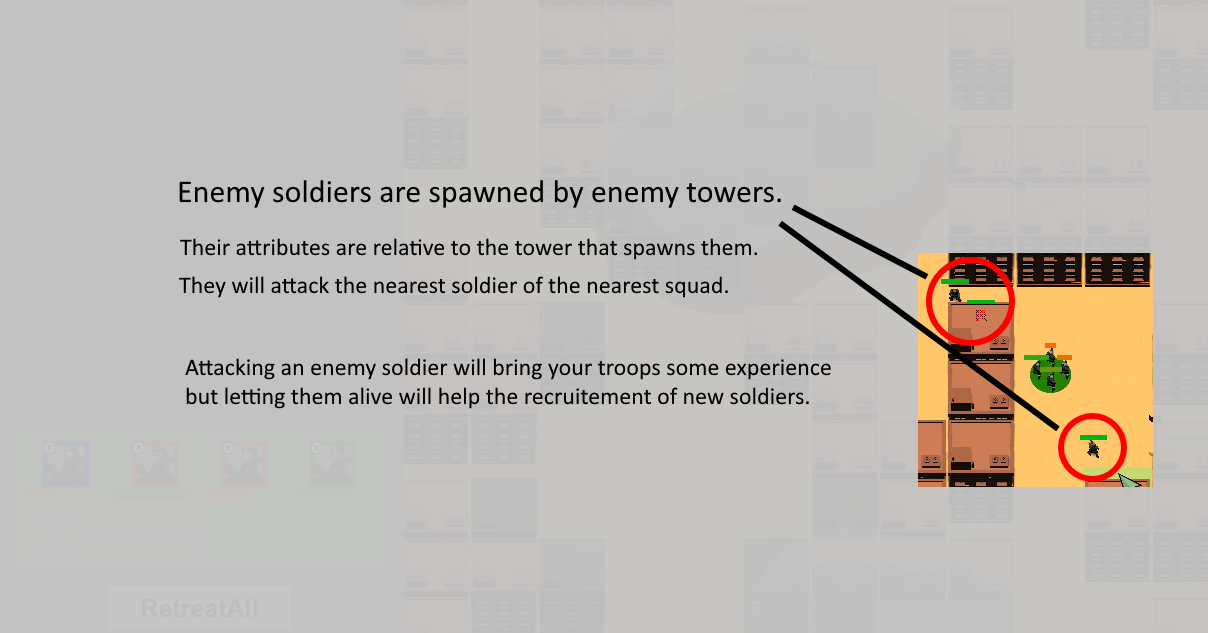 Enemy soldiers are spawned by enemy towers.
Their attributes are relative to the tower that spawns them.
They will attack the nearest soldier of the nearest squad.
Attacking an enemy soldier will bring your troops some experience
but letting them alive will help the recruitement of new soldiers.
RetreatAll